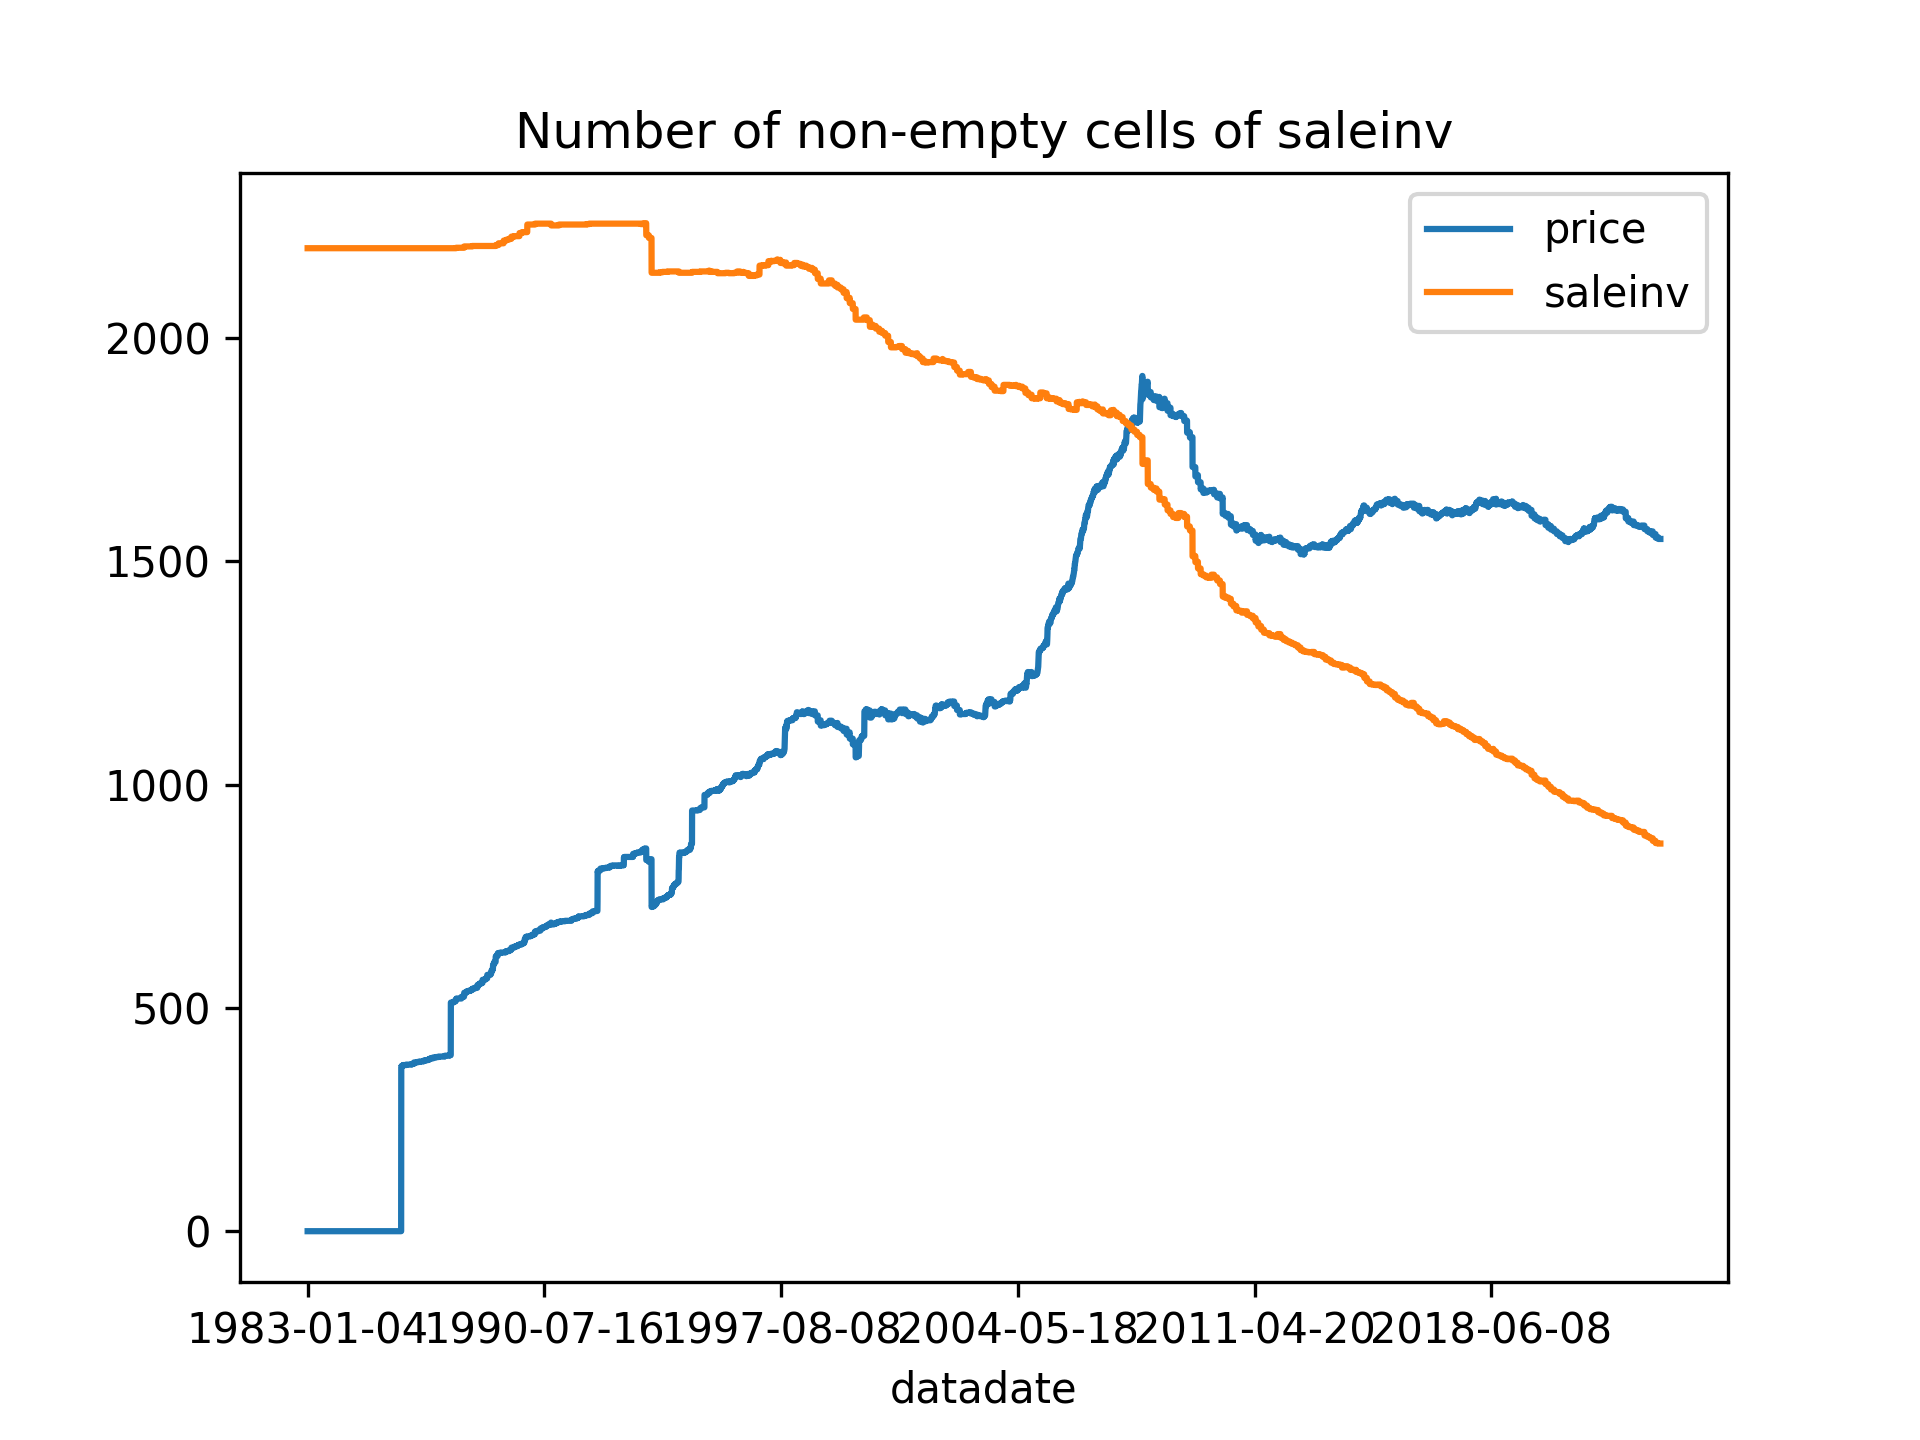 Number of non-empty cells of saleinv
price
saleinv
2000
1500
1000
500
0
1983-01-04 1990-07-16 1997-08-08 2004-05-18 2011-04-20 2018-06-08
datadate